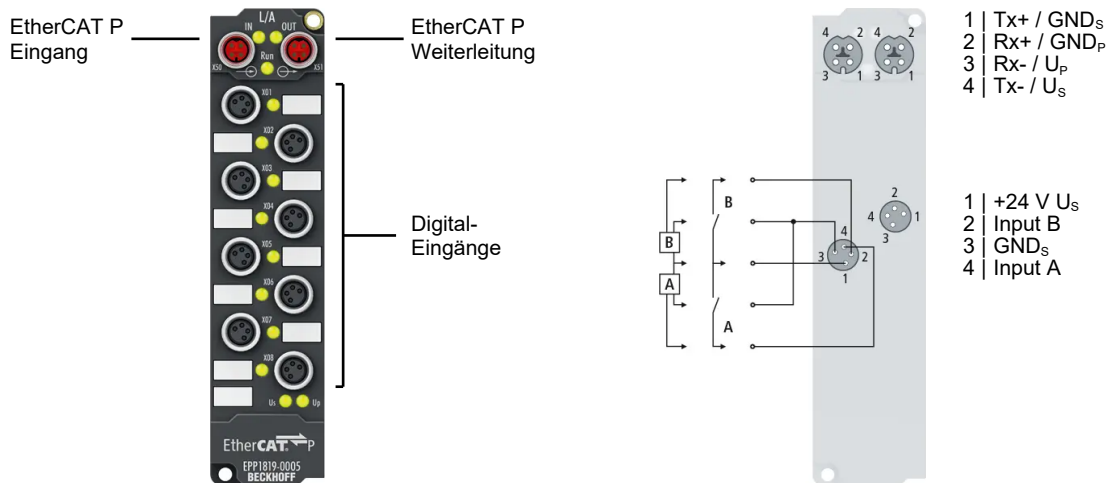 EtherCAT P
Eingang
L/A
IN OUT
Run
X50 X51
EtherCAT P
Weiterleitung
X01
X02
X03
X04
X05
X06
X07
X08
Us Up
Digital-
Eingänge
EtherCAT P
EPP1819-0005
BECKHOFF
4 2 4 2
3 1 3 1
1 | Tx+ / GNDS
2 | Rx+ / GNDP
3 | Rx- / UP
4 | Tx- / US
B
B
A
A
4
3 2
1
2
4 1
3
1 | +24 V US
2 | Input B
3 | GNDS
4 | Input A